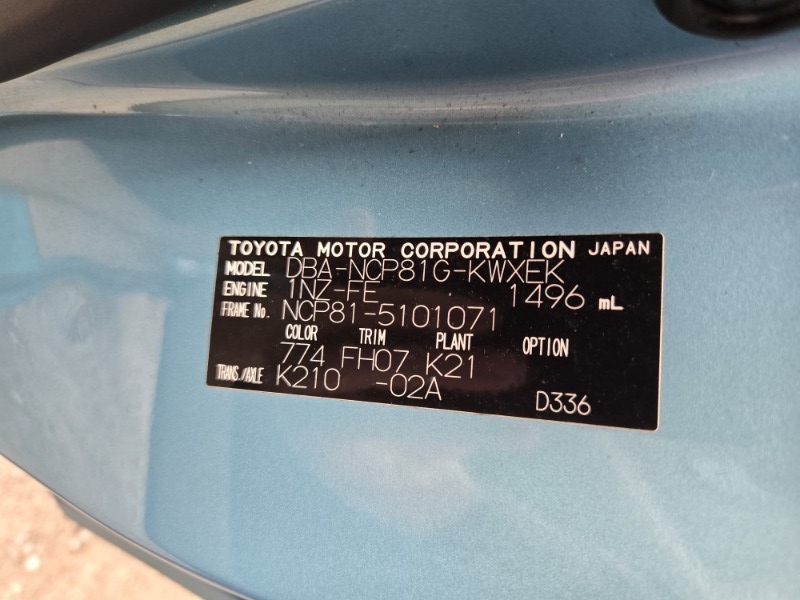 TOYOTA MOTOR CORPORATION JAPAN
MODEL DBA-NCP81G-KWXEK
ENGINE 1NZ-FE 1496 mL
FRAME No. NCP81-5101071
COLOR TRIM PLANT OPTION
774 FH07 K21
TRANS./AXLE K210 -02A
D336